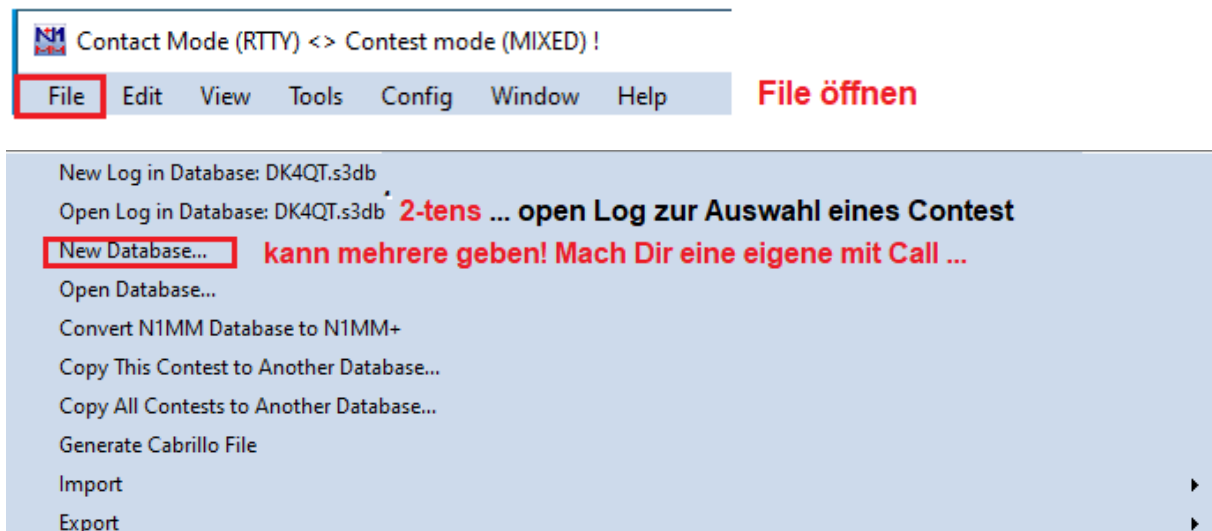 N1MM Contact Mode (RTTY) <> Contest mode (MIXED) !
File Edit View Tools Config Window Help File öffnen
New Log in Database: DK4QT.s3db
Open Log in Database: DK4QT.s3db 2-tens ... open Log zur Auswahl eines Contest
New Database... kann mehrere geben! Mach Dir eine eigene mit Call ...
Open Database...
Convert N1MM Database to N1MM+
Copy This Contest to Another Database...
Copy All Contests to Another Database...
Generate Cabrillo File
Import
Export